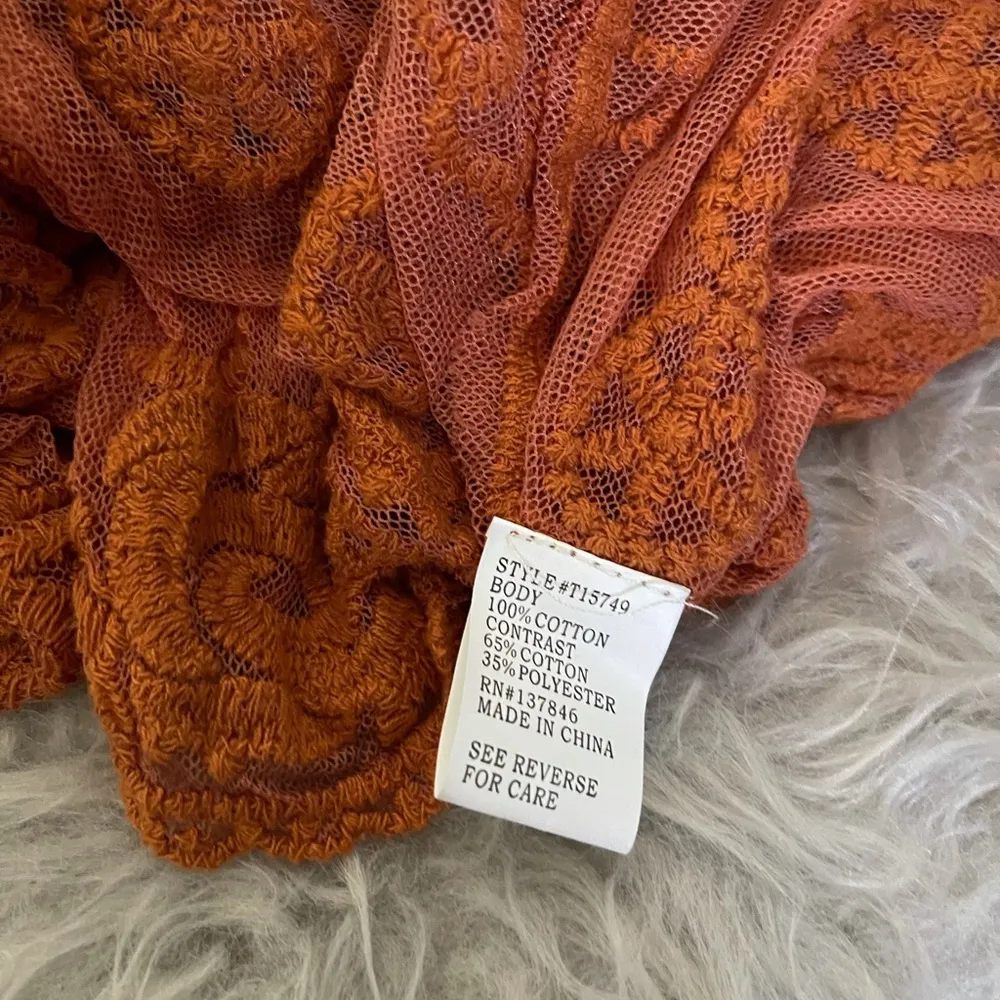 STYLE #T15749
BODY
100% COTTON
CONTRAST
65% COTTON
35% POLYESTER
RN#137846
MADE IN CHINA
SEE REVERSE
FOR CARE